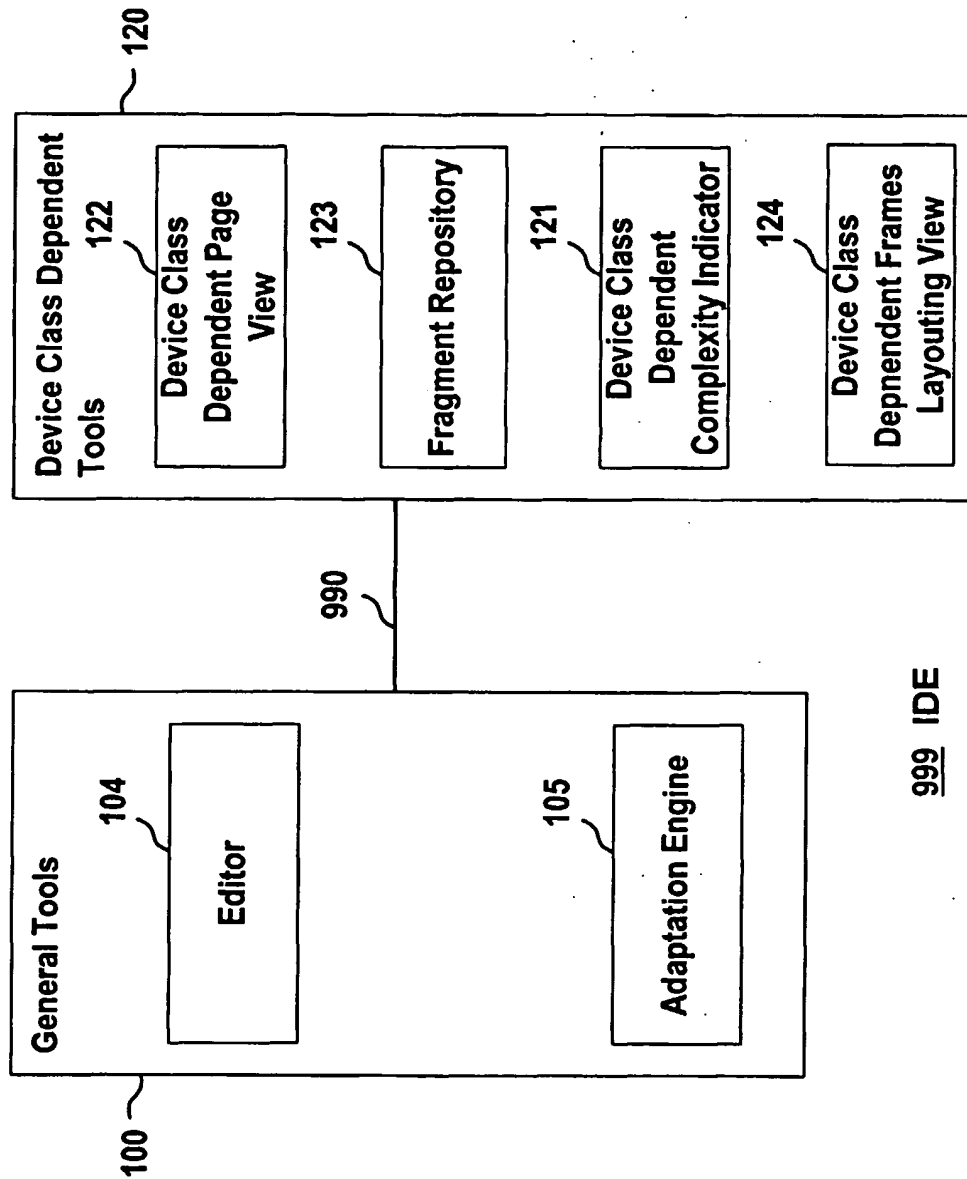 100
General Tools
104
Editor
105
Adaptation Engine
990
120
Device Class Dependent
Tools
122
Device Class
Dependent Page
View
123
Fragment Repository
121
Device Class
Dependent
Complexity Indicator
124
Device Class
Depnendent Frames
Layouting View
999 IDE